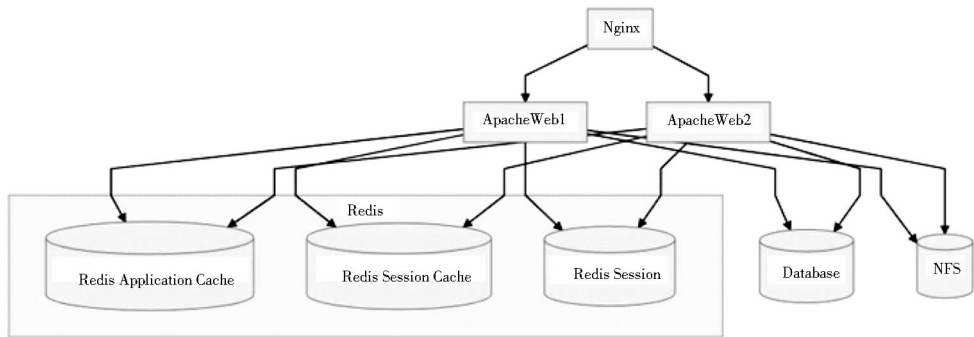 Nginx
ApacheWeb1
ApacheWeb2
Redis
Redis Application Cache
Redis Session Cache
Redis Session
Database
NFS